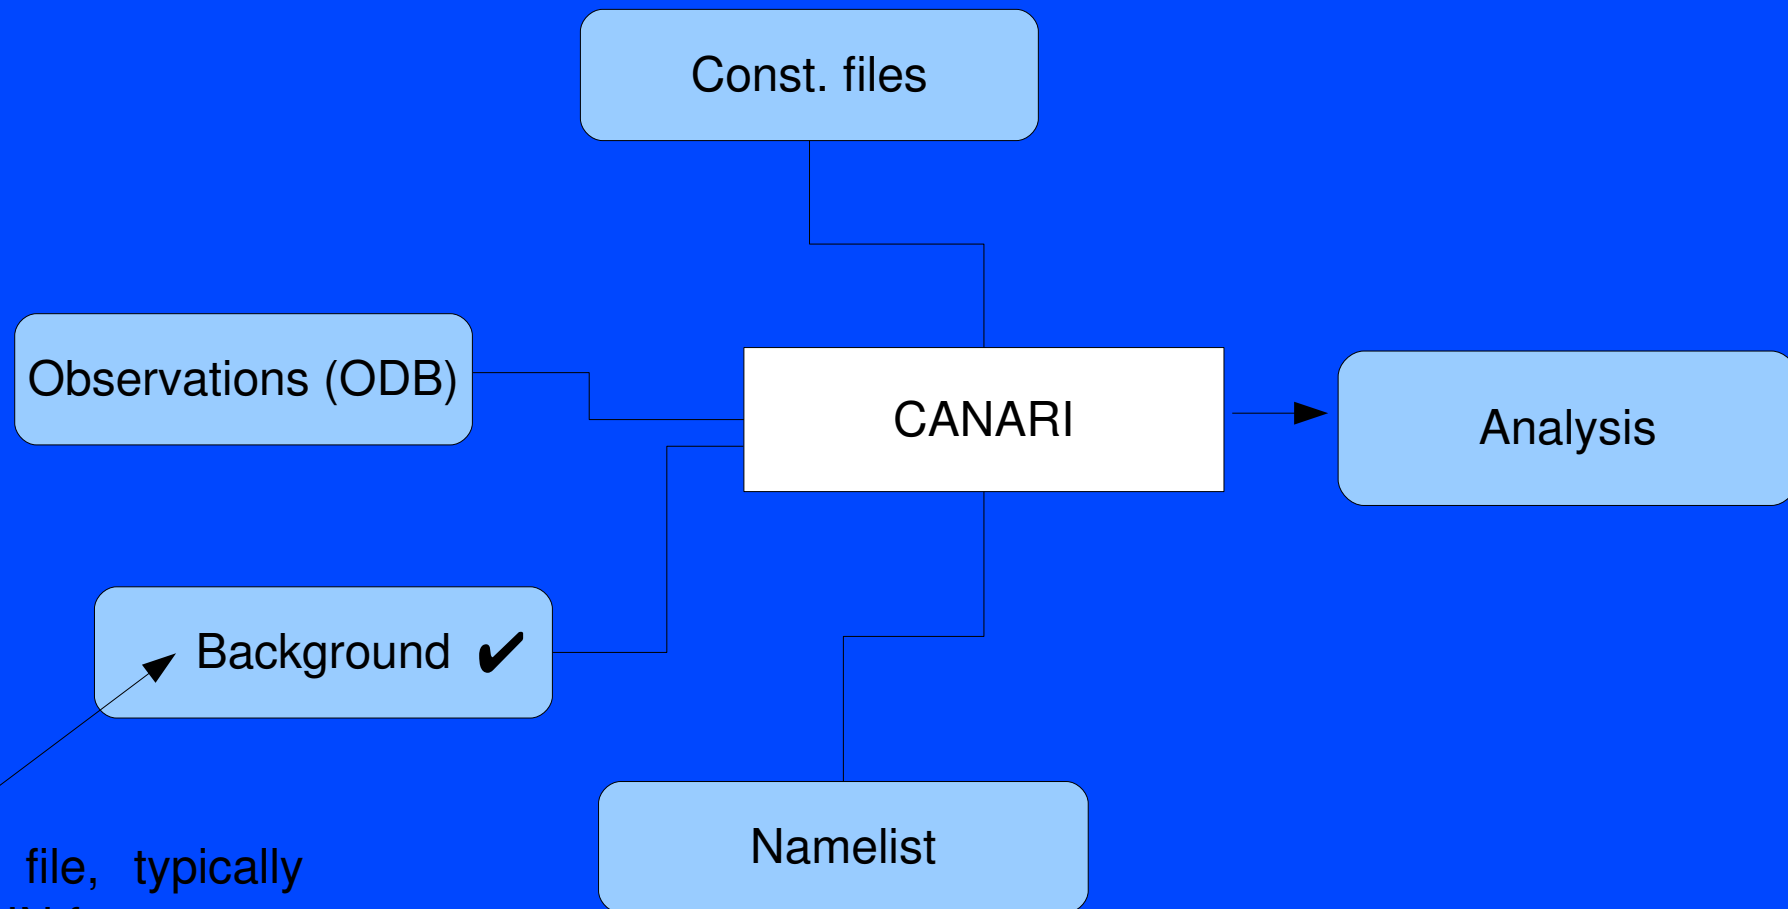 Const. files
Observations (ODB)
CANARI
Analysis
Background ✔
Namelist
file, typically